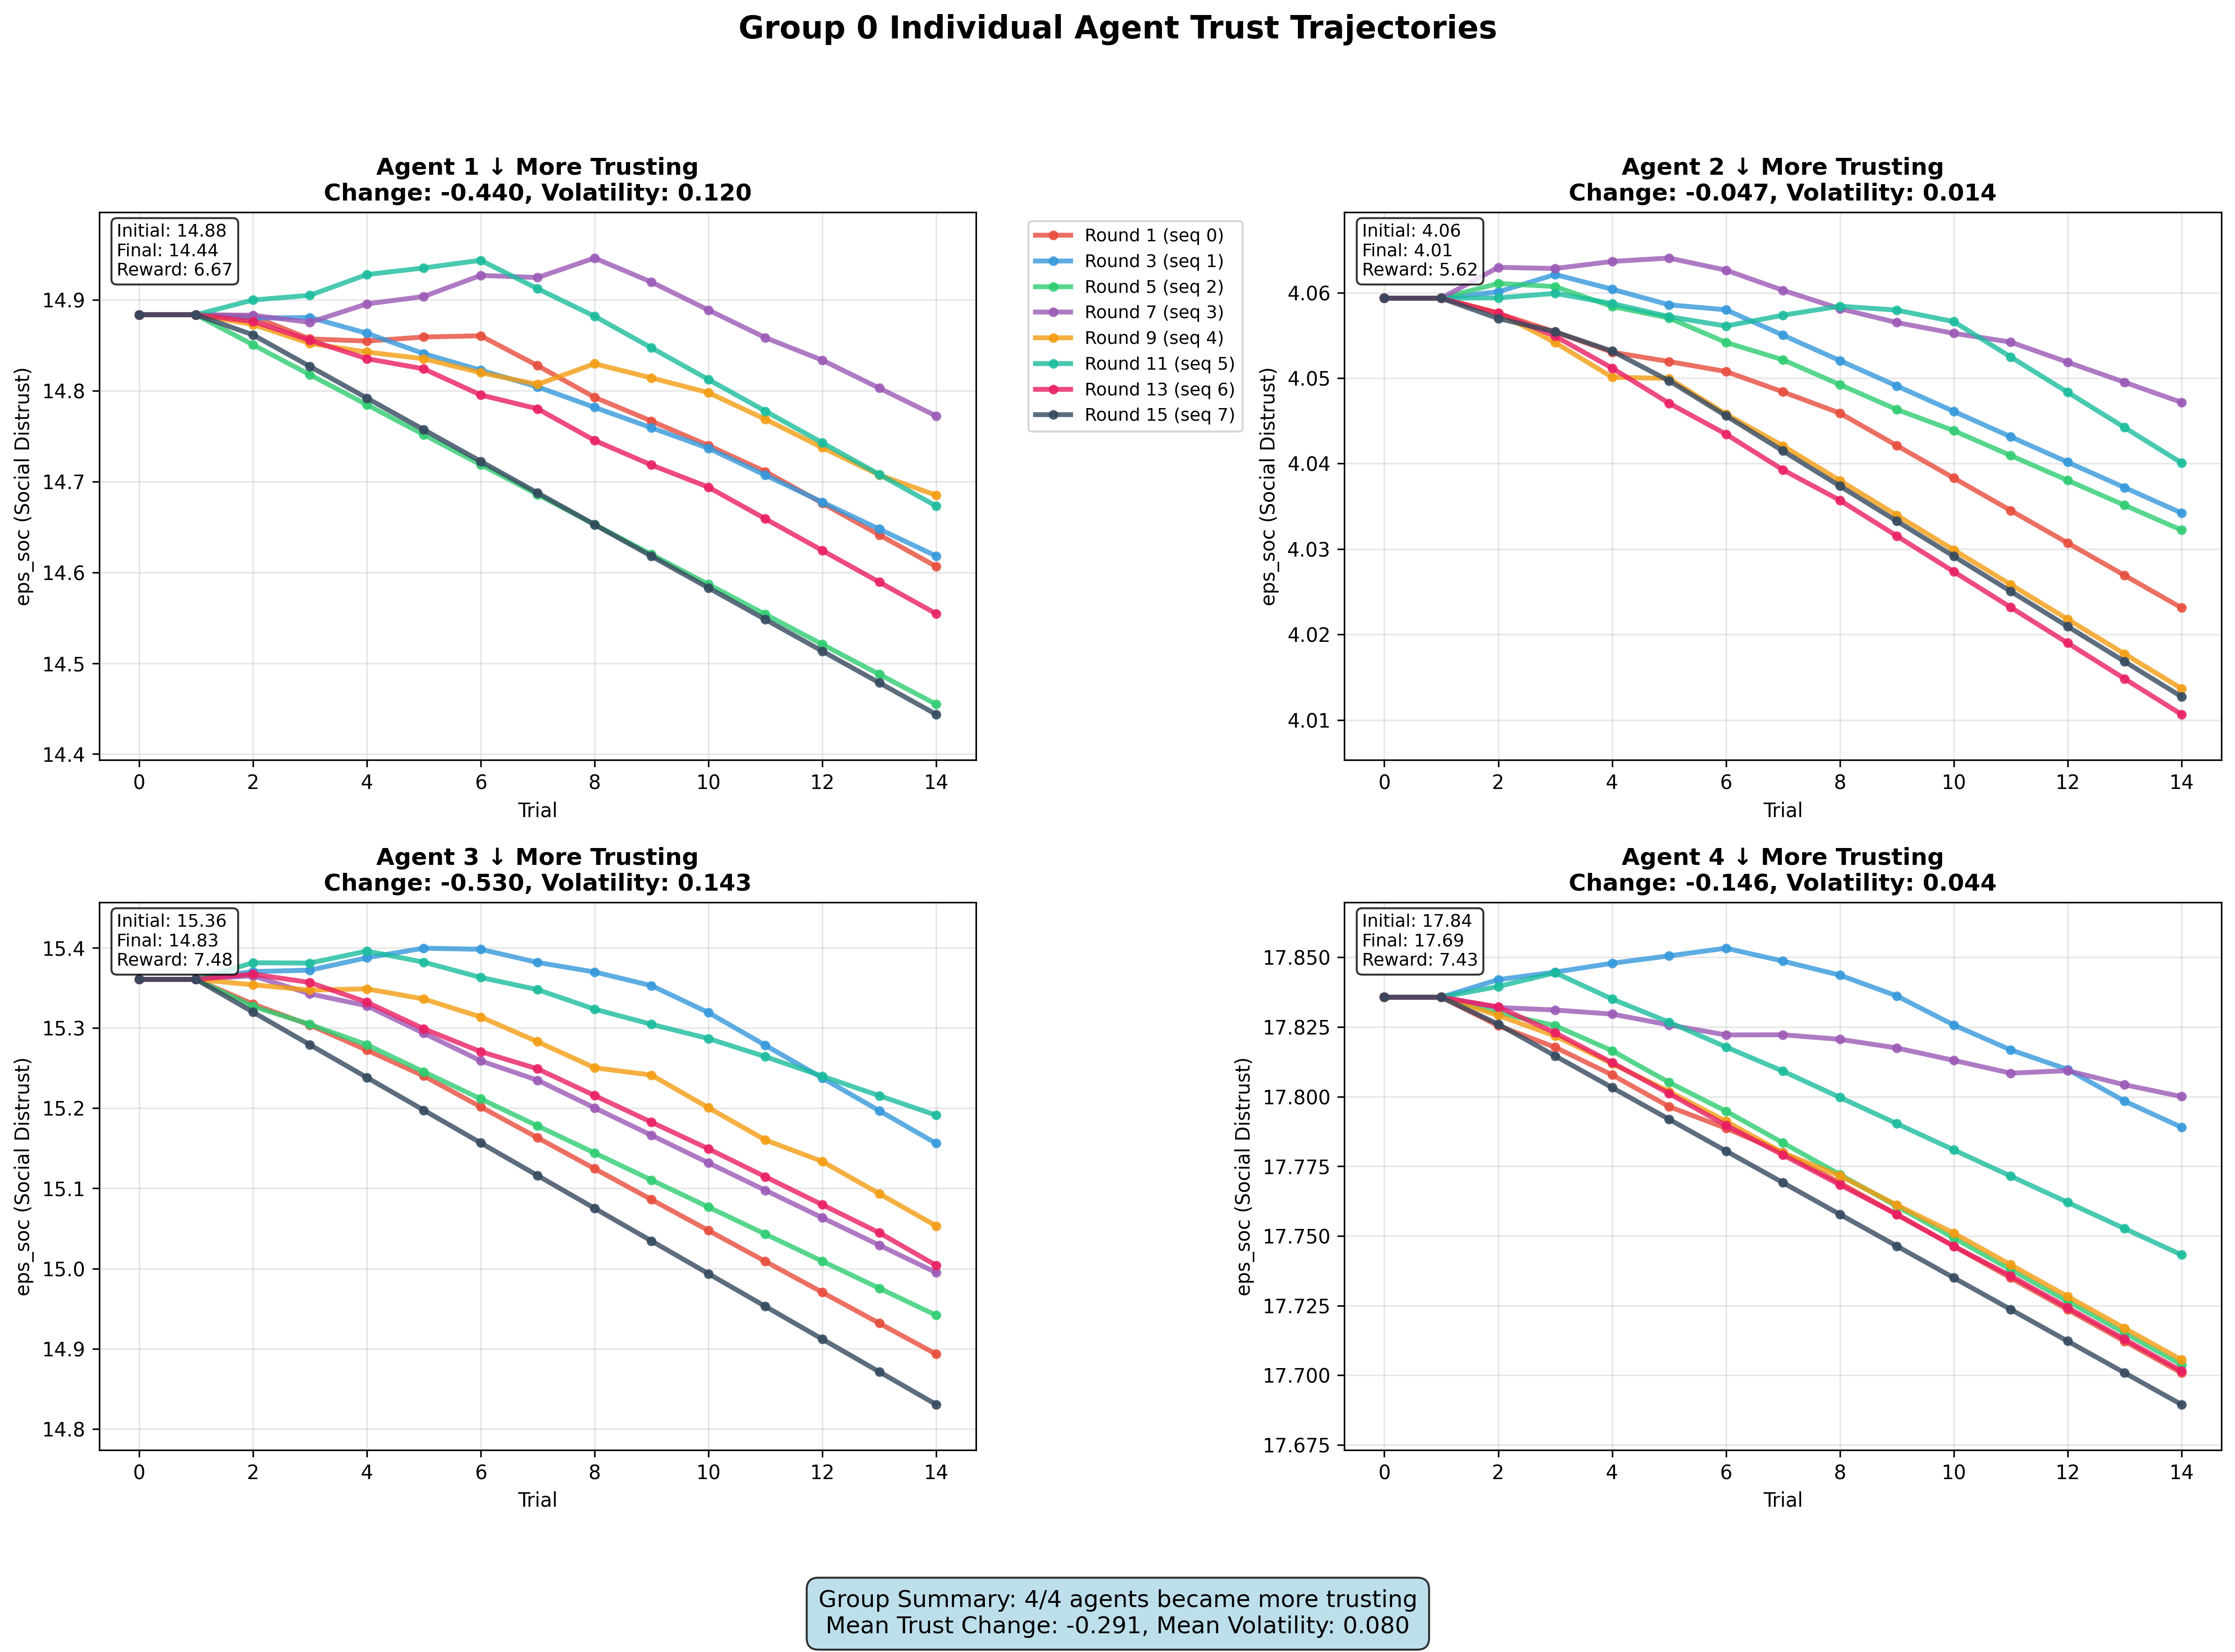 Group 0 Individual Agent Trust Trajectories
Agent 1 ↓ More Trusting
Change: -0.440, Volatility: 0.120
Initial: 14.88
Final: 14.44
Reward: 6.67
eps_soc (Social Distrust)
14.9
14.8
14.7
14.6
14.5
14.4
0 2 4 6 8 10 12 14
Trial
Round 1 (seq 0)
Round 3 (seq 1)
Round 5 (seq 2)
Round 7 (seq 3)
Round 9 (seq 4)
Round 11 (seq 5)
Round 13 (seq 6)
Round 15 (seq 7)
Agent 2 ↓ More Trusting
Change: -0.047, Volatility: 0.014
Initial: 4.06
Final: 4.01
Reward: 5.62
eps_soc (Social Distrust)
4.06
4.05
4.04
4.03
4.02
4.01
0 2 4 6 8 10 12 14
Trial
Agent 3 ↓ More Trusting
Change: -0.530, Volatility: 0.143
Initial: 15.36
Final: 14.83
Reward: 7.48
eps_soc (Social Distrust)
15.4
15.3
15.2
15.1
15.0
14.9
14.8
0 2 4 6 8 10 12 14
Trial
Agent 4 ↓ More Trusting
Change: -0.146, Volatility: 0.044
Initial: 17.84
Final: 17.69
Reward: 7.43
eps_soc (Social Distrust)
17.850
17.825
17.800
17.775
17.750
17.725
17.700
17.675
0 2 4 6 8 10 12 14
Trial
Group Summary: 4/4 agents became more trusting
Mean Trust Change: -0.291, Mean Volatility: 0.080